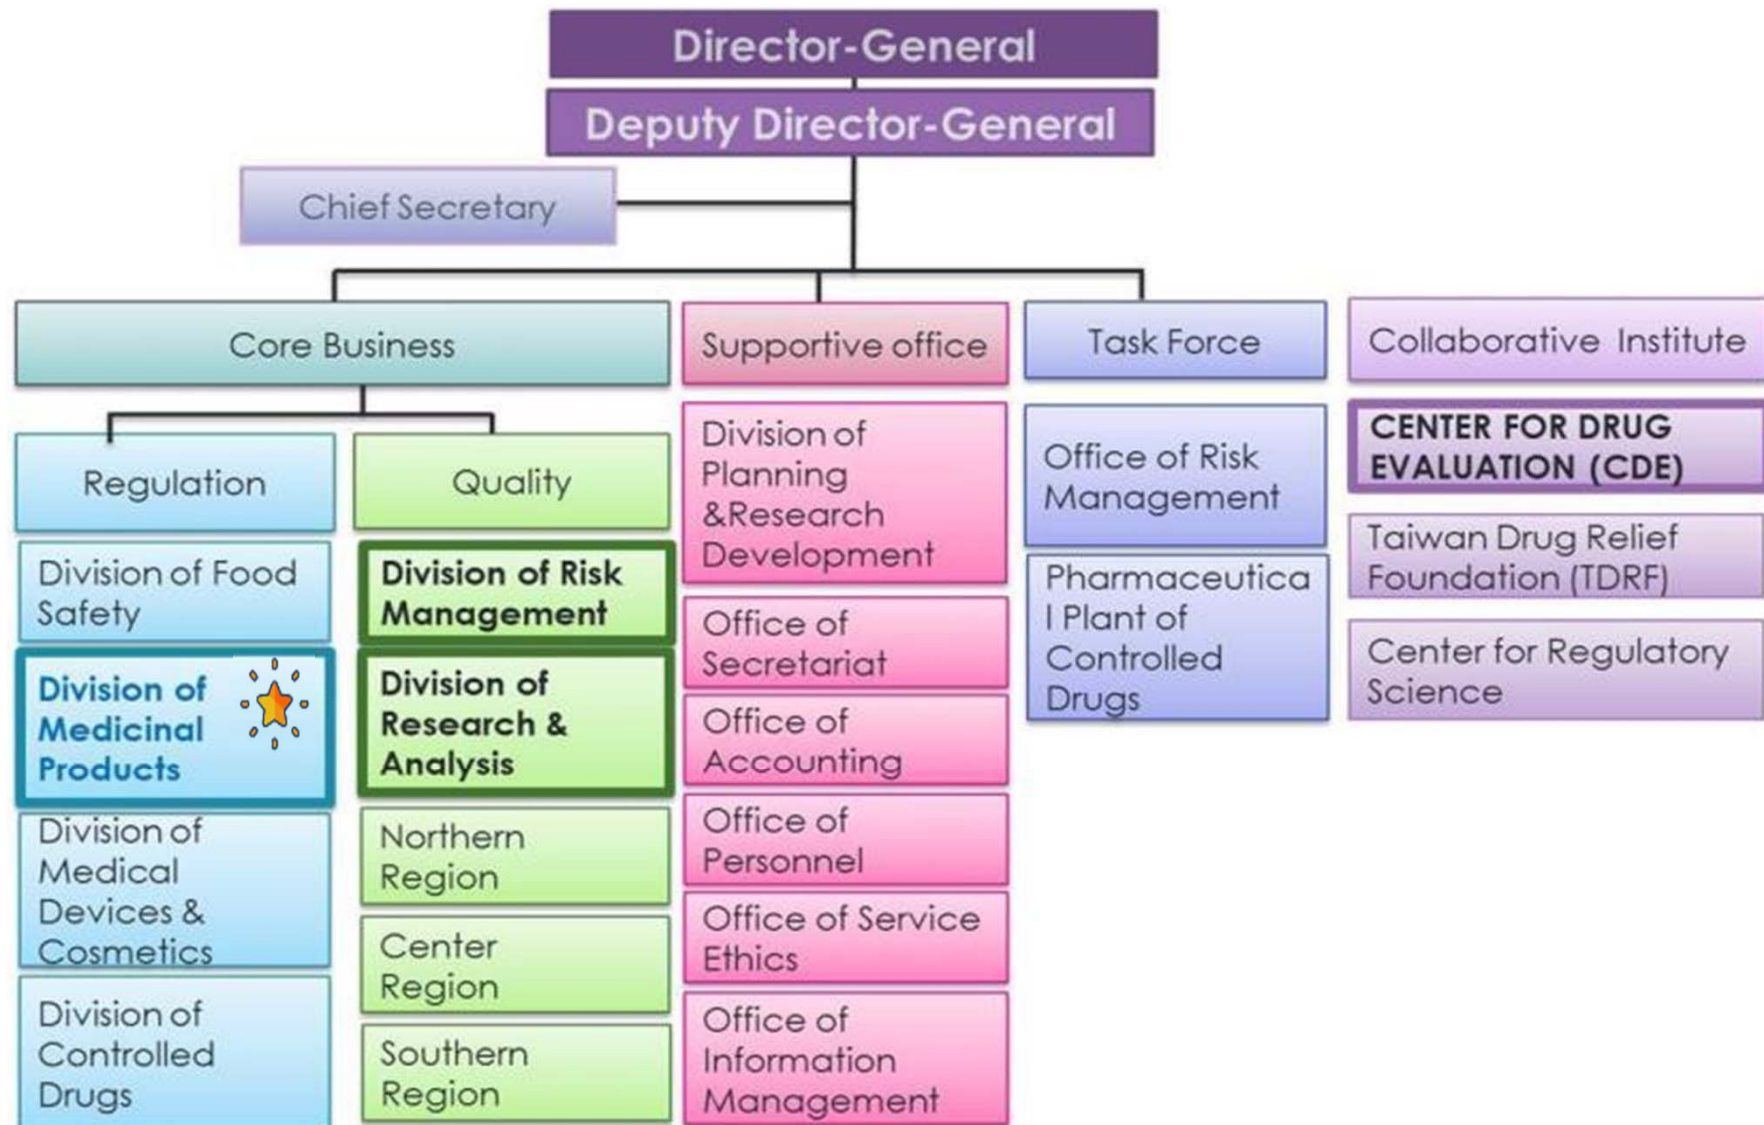 Director-General
Deputy Director-General
Chief Secretary
Core Business
Supportive office
Task Force
Collaborative Institute
Regulation
Division of Food
Safety
Division of
Medicinal
Products
Division of
Medical
Devices &
Cosmetics
Division of
Controlled
Drugs
Quality
Division of Risk
Management
Division of
Research &
Analysis
Northern
Region
Center
Region
Southern
Region
Division of
Planning
&Research
Development
Office of
Secretariat
Office of
Accounting
Office of
Personnel
Office of Service
Ethics
Office of
Information
Management
Office of Risk
Management
Pharmaceutica
l Plant of
Controlled
Drugs
CENTER FOR DRUG
EVALUATION (CDE)
Taiwan Drug Relief
Foundation (TDRF)
Center for Regulatory
Science